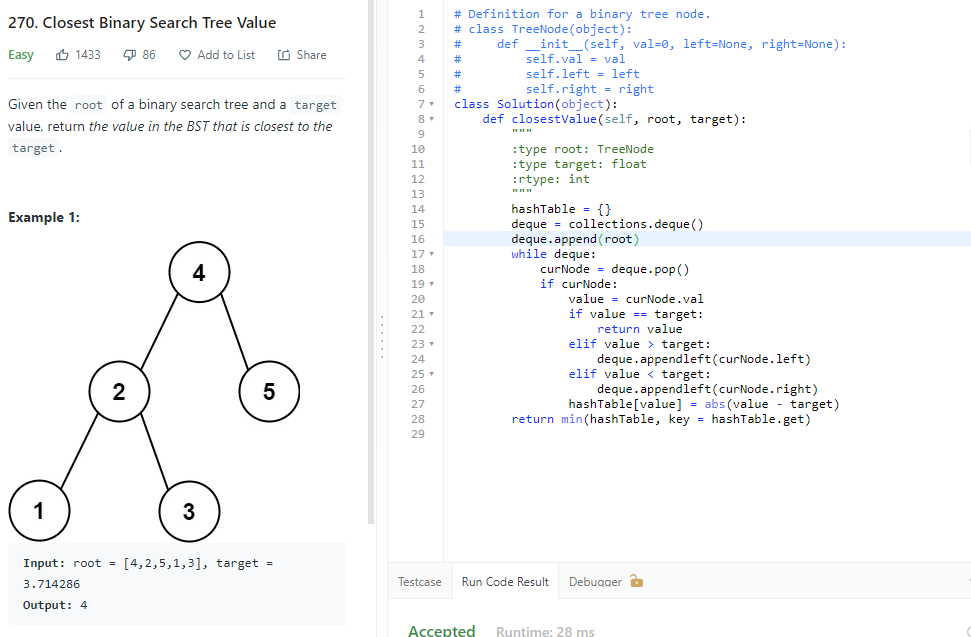 270. Closest Binary Search Tree Value
Easy 1433 86 Add to List Share
Given the root of a binary search tree and a target
value, return the value in the BST that is closest to the
target.
Example 1:
4
2
5
1
3
Input: root = [4,2,5,1,3], target =
3.714286
Output: 4
1 # Definition for a binary tree node.
2 # class TreeNode(object):
3 #     def __init__(self, val=0, left=None, right=None):
4 #         self.val = val
5 #         self.left = left
6 #         self.right = right
7 class Solution(object):
8     def closestValue(self, root, target):
9         """
10         :type root: TreeNode
11         :type target: float
12         :rtype: int
13         """
14         hashTable = {}
15         deque = collections.deque()
16         deque.append(root)
17         while deque:
18             curNode = deque.pop()
19             if curNode:
20                 value = curNode.val
21                 if value == target:
22                     return value
23                 elif value > target:
24                     deque.appendleft(curNode.left)
25                 elif value < target:
26                     deque.appendleft(curNode.right)
27                 hashTable[value] = abs(value - target)
28         return min(hashTable, key = hashTable.get)
29
Testcase Run Code Result Debugger
Accepted Runtime: 28 ms